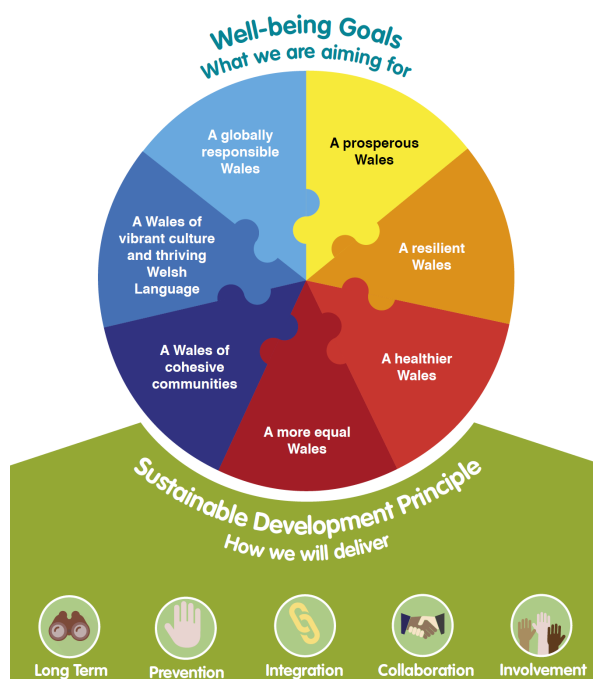 Well-being Goals
What we are aiming for
A globally
responsible
Wales
A prosperous
Wales
A Wales of
vibrant culture
and thriving
Welsh
Language
A resilient
Wales
A Wales of
cohesive
communities
A healthier
Wales
A more equal
Wales
Sustainable Development Principle
How we will deliver
Long Term
Prevention
Integration
Collaboration
Involvement